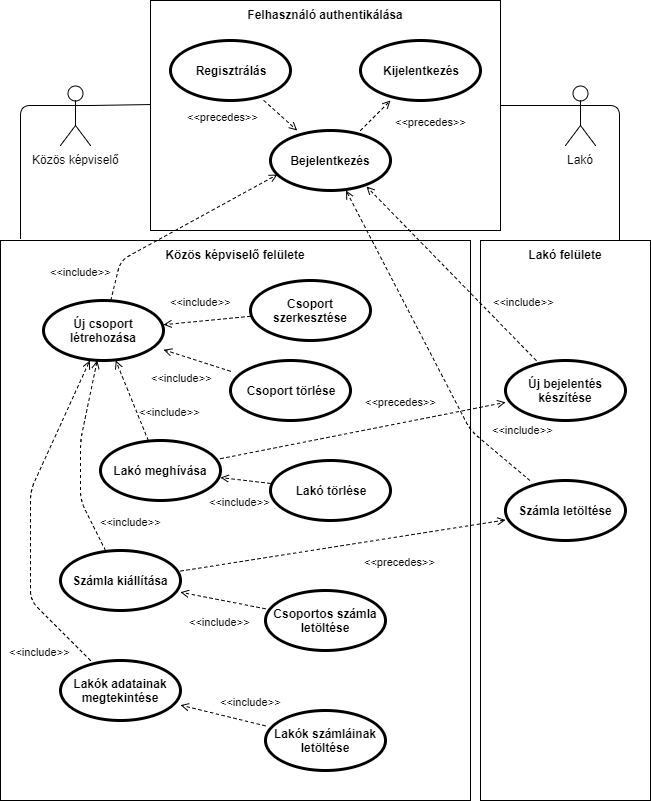 Felhasználó authentikálása
Regisztrálás
Kijelentkezés
<<precedes>>
<<precedes>>
Bejelentkezés
Közös képviselő
Lakó
Közös képviselő felülete
Lakó felülete
<<include>>
Új csoport
létrehozása
<<include>>
Csoport
szerkesztése
<<include>>
<<include>>
Csoport törlése
Új bejelentés
készítése
<<precedes>>
<<include>>
<<include>>
Lakó meghívása
Lakó törlése
<<include>>
Számla letöltése
<<include>>
<<precedes>>
Számla kiállítása
<<include>>
Csoportos számla
letöltése
<<include>>
Lakók adatainak
megtekintése
<<include>>
Lakók számláinak
letöltése